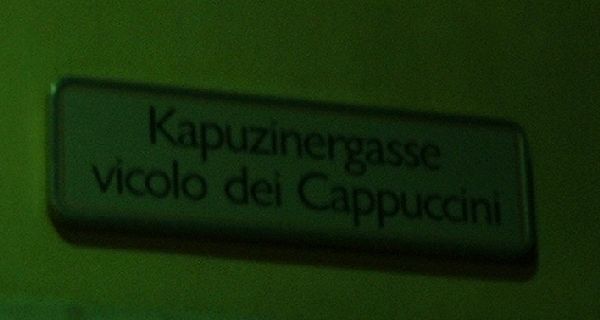 Kapuzinergasse
vicolo dei Cappuccini